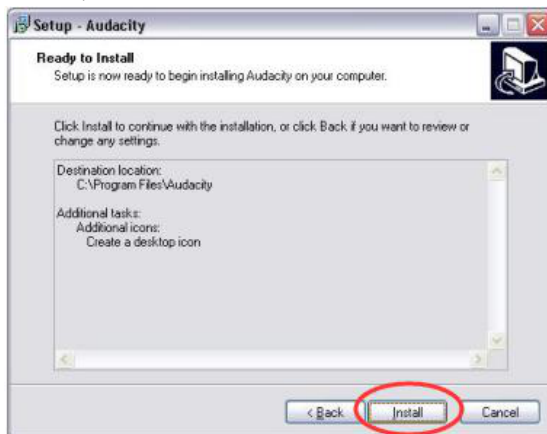 Setup - Audacity
Ready to Install
Setup is now ready to begin installing Audacity on your computer.
Click Install to continue with the installation, or click Back if you want to review or
change any settings.
Destination location:
C:\Program Files\Audacity
Additional tasks:
Additional icons:
Create a desktop icon
< Back
Install
Cancel